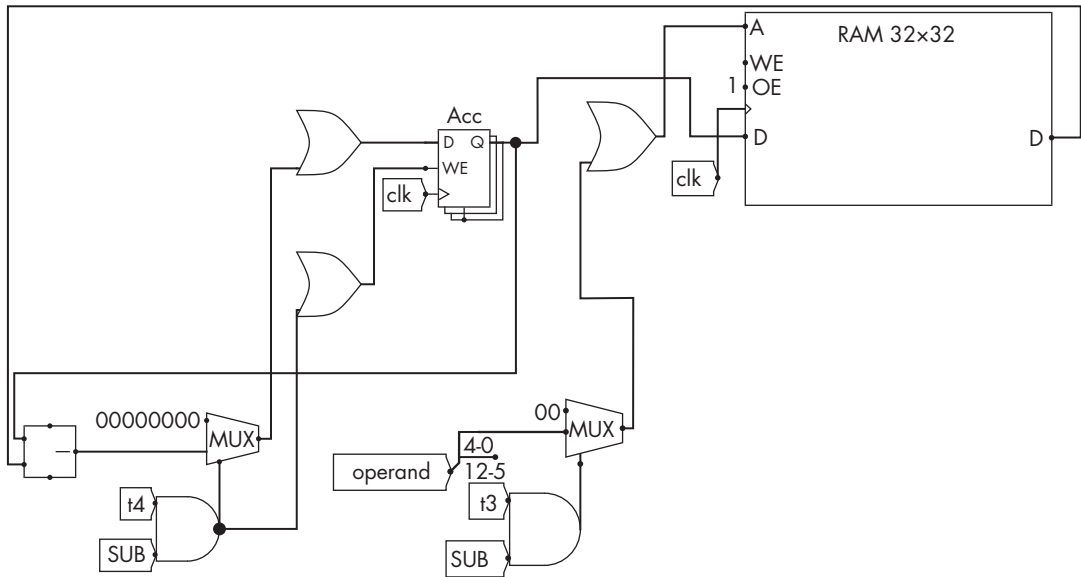 A
RAM 32×32
WE
1 OE
D
D
clk
Acc
D Q
WE
clk
00000000
MUX
–
t4
SUB
00
MUX
4-0
operand
12-5
t3
SUB